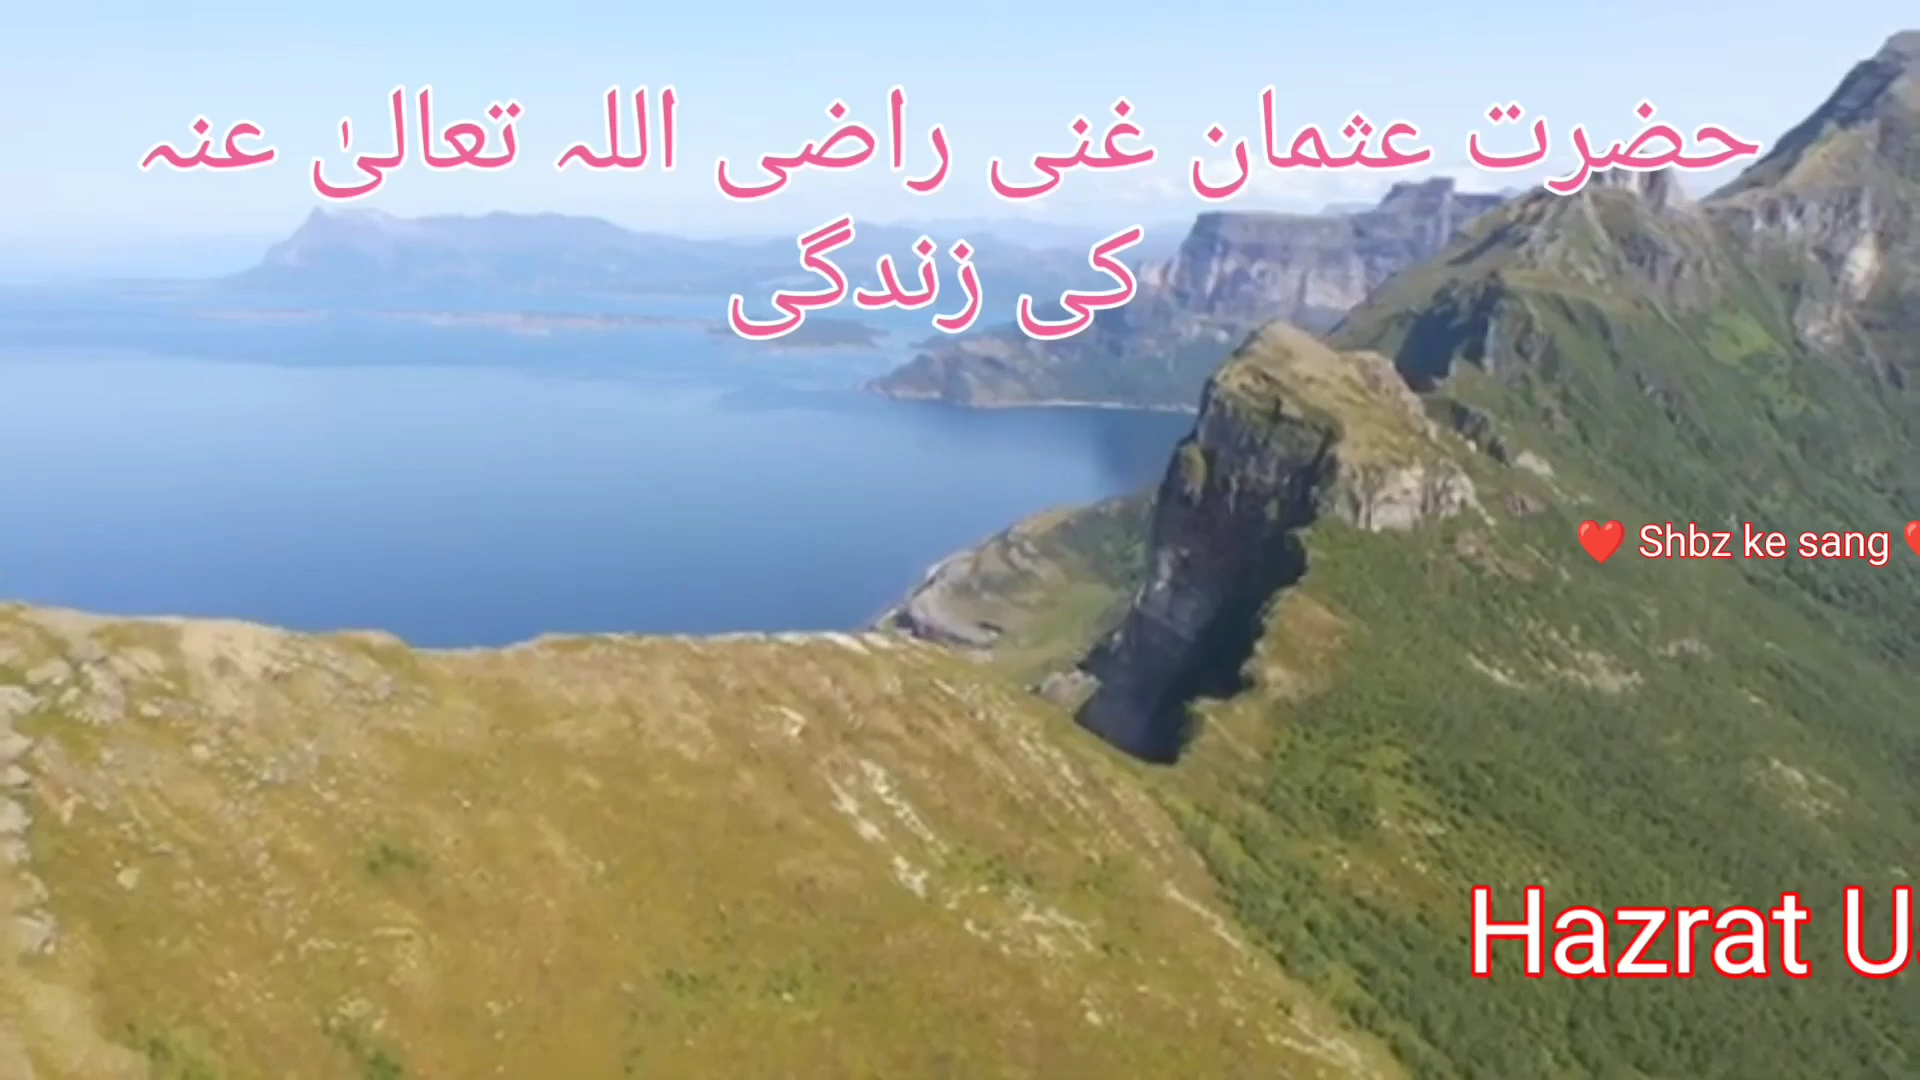 حضرت عثمان غنی راضی اللہ تعالیٰ عنہ
کی زندگی
❤️ Shbz ke sang
Hazrat